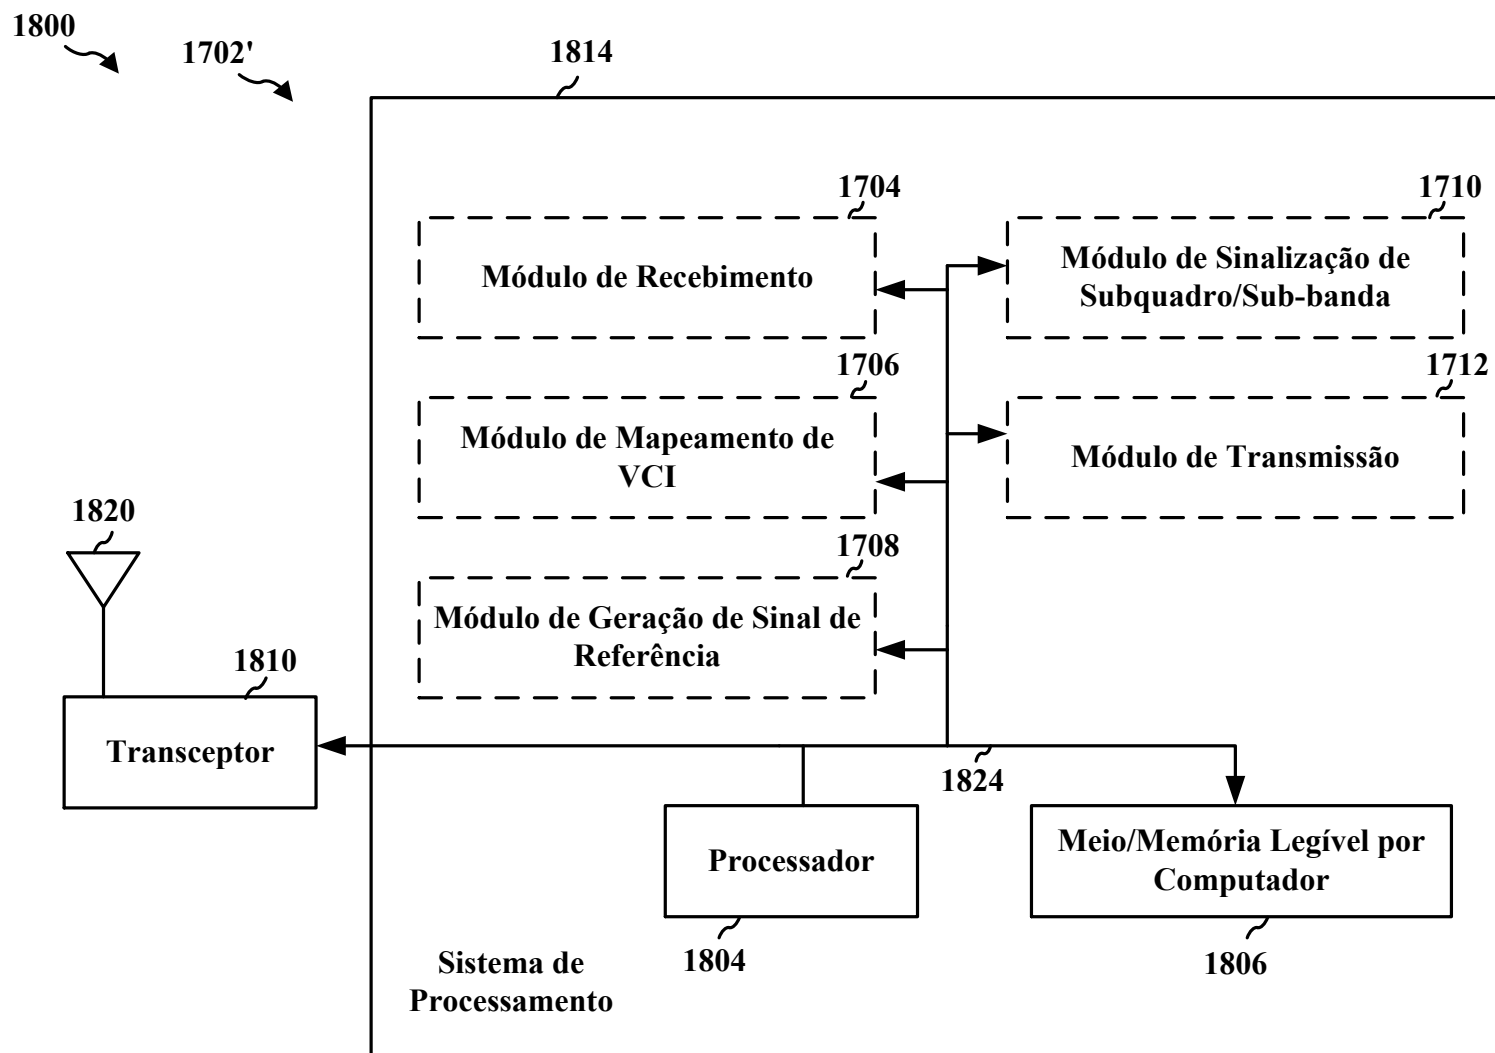 1800
1702'
1814
1704
Módulo de Recebimento
1710
Módulo de Sinalização de
Subquadro/Sub-banda
1706
Módulo de Mapeamento de
VCI
1712
Módulo de Transmissão
1708
Módulo de Geração de Sinal de
Referência
1820
1810
Transceptor
1824
Processador
1804
Meio/Memória Legível por
Computador
1806
Sistema de
Processamento